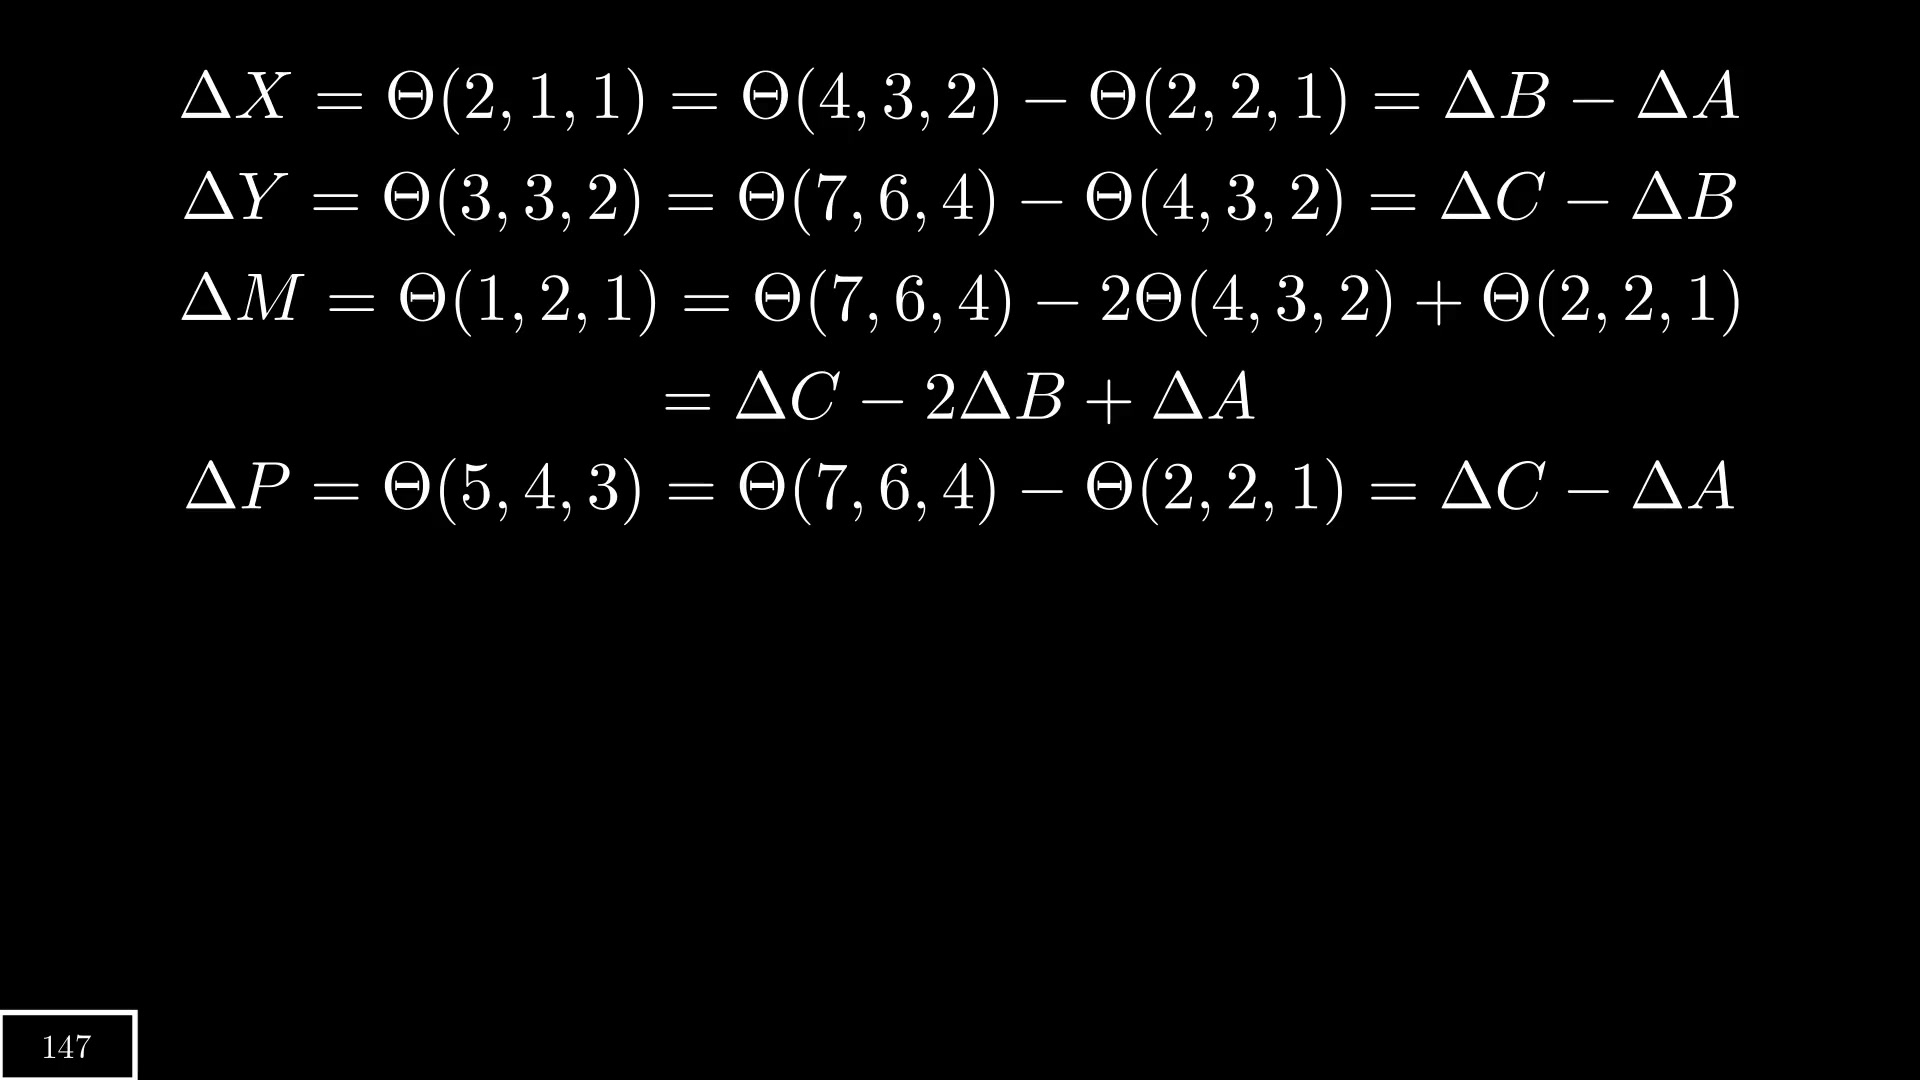 ΔX = Θ(2, 1, 1) = Θ(4, 3, 2) − Θ(2, 2, 1) = ΔB − ΔA
ΔY = Θ(3, 3, 2) = Θ(7, 6, 4) − Θ(4, 3, 2) = ΔC − ΔB
ΔM = Θ(1, 2, 1) = Θ(7, 6, 4) − 2Θ(4, 3, 2) + Θ(2, 2, 1)
= ΔC − 2ΔB + ΔA
ΔP = Θ(5, 4, 3) = Θ(7, 6, 4) − Θ(2, 2, 1) = ΔC − ΔA
147